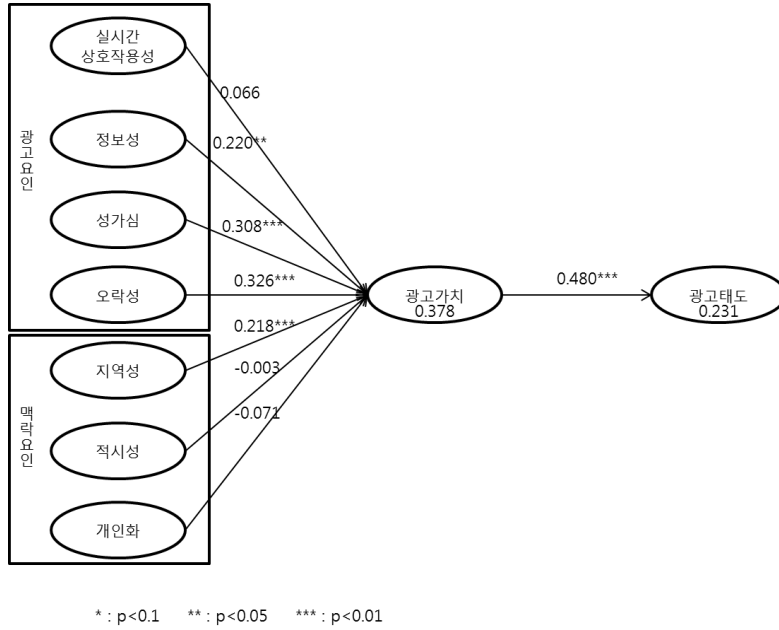 실시간
상호작용성
0.066
광고요인
정보성
0.220**
성가심
0.308***
오락성
0.326***
광고가치
0.378
0.480***
광고태도
0.231
0.218***
지역성
-0.003
맥락요인
-0.071
적시성
개인화
* : p<0.1 ** : p<0.05 *** : p<0.01